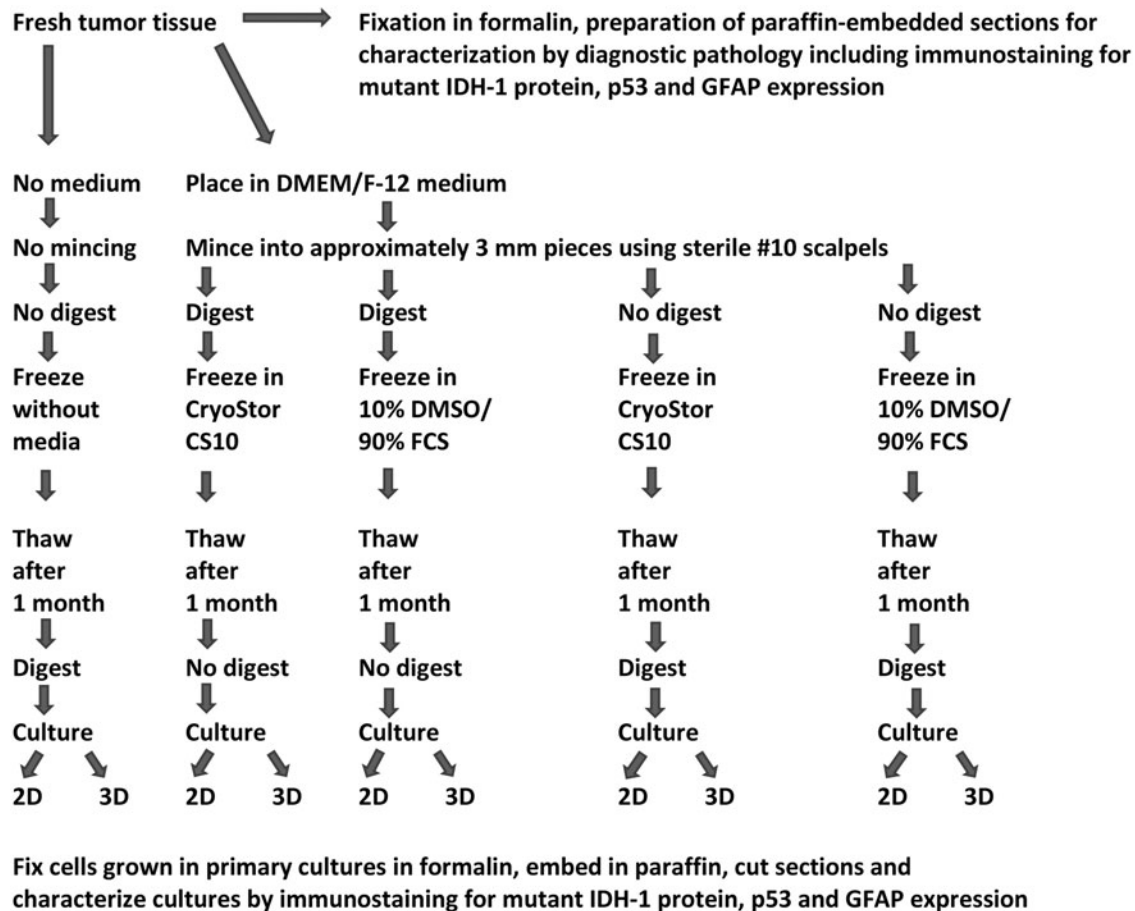 Fresh tumor tissue
Fixation in formalin, preparation of paraffin-embedded sections for
characterization by diagnostic pathology including immunostaining for
mutant IDH-1 protein, p53 and GFAP expression
No medium
Place in DMEM/F-12 medium
No mincing
Mince into approximately 3 mm pieces using sterile #10 scalpels
No digest
Digest
Digest
No digest
No digest
Freeze
without
media
Freeze in
CryoStor
CS10
Freeze in
10% DMSO/
90% FCS
Freeze in
CryoStor
CS10
Freeze in
10% DMSO/
90% FCS
Thaw
after
1 month
Thaw
after
1 month
Thaw
after
1 month
Thaw
after
1 month
Thaw
after
1 month
Digest
No digest
No digest
Digest
Digest
Culture
Culture
Culture
Culture
Culture
2D
3D
2D
3D
2D
3D
2D
3D
2D
3D
Fix cells grown in primary cultures in formalin, embed in paraffin, cut sections and
characterize cultures by immunostaining for mutant IDH-1 protein, p53 and GFAP expression